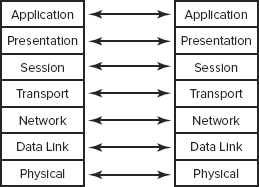 Application Application
Presentation Presentation
Session Session
Transport Transport
Network Network
Data Link Data Link
Physical Physical